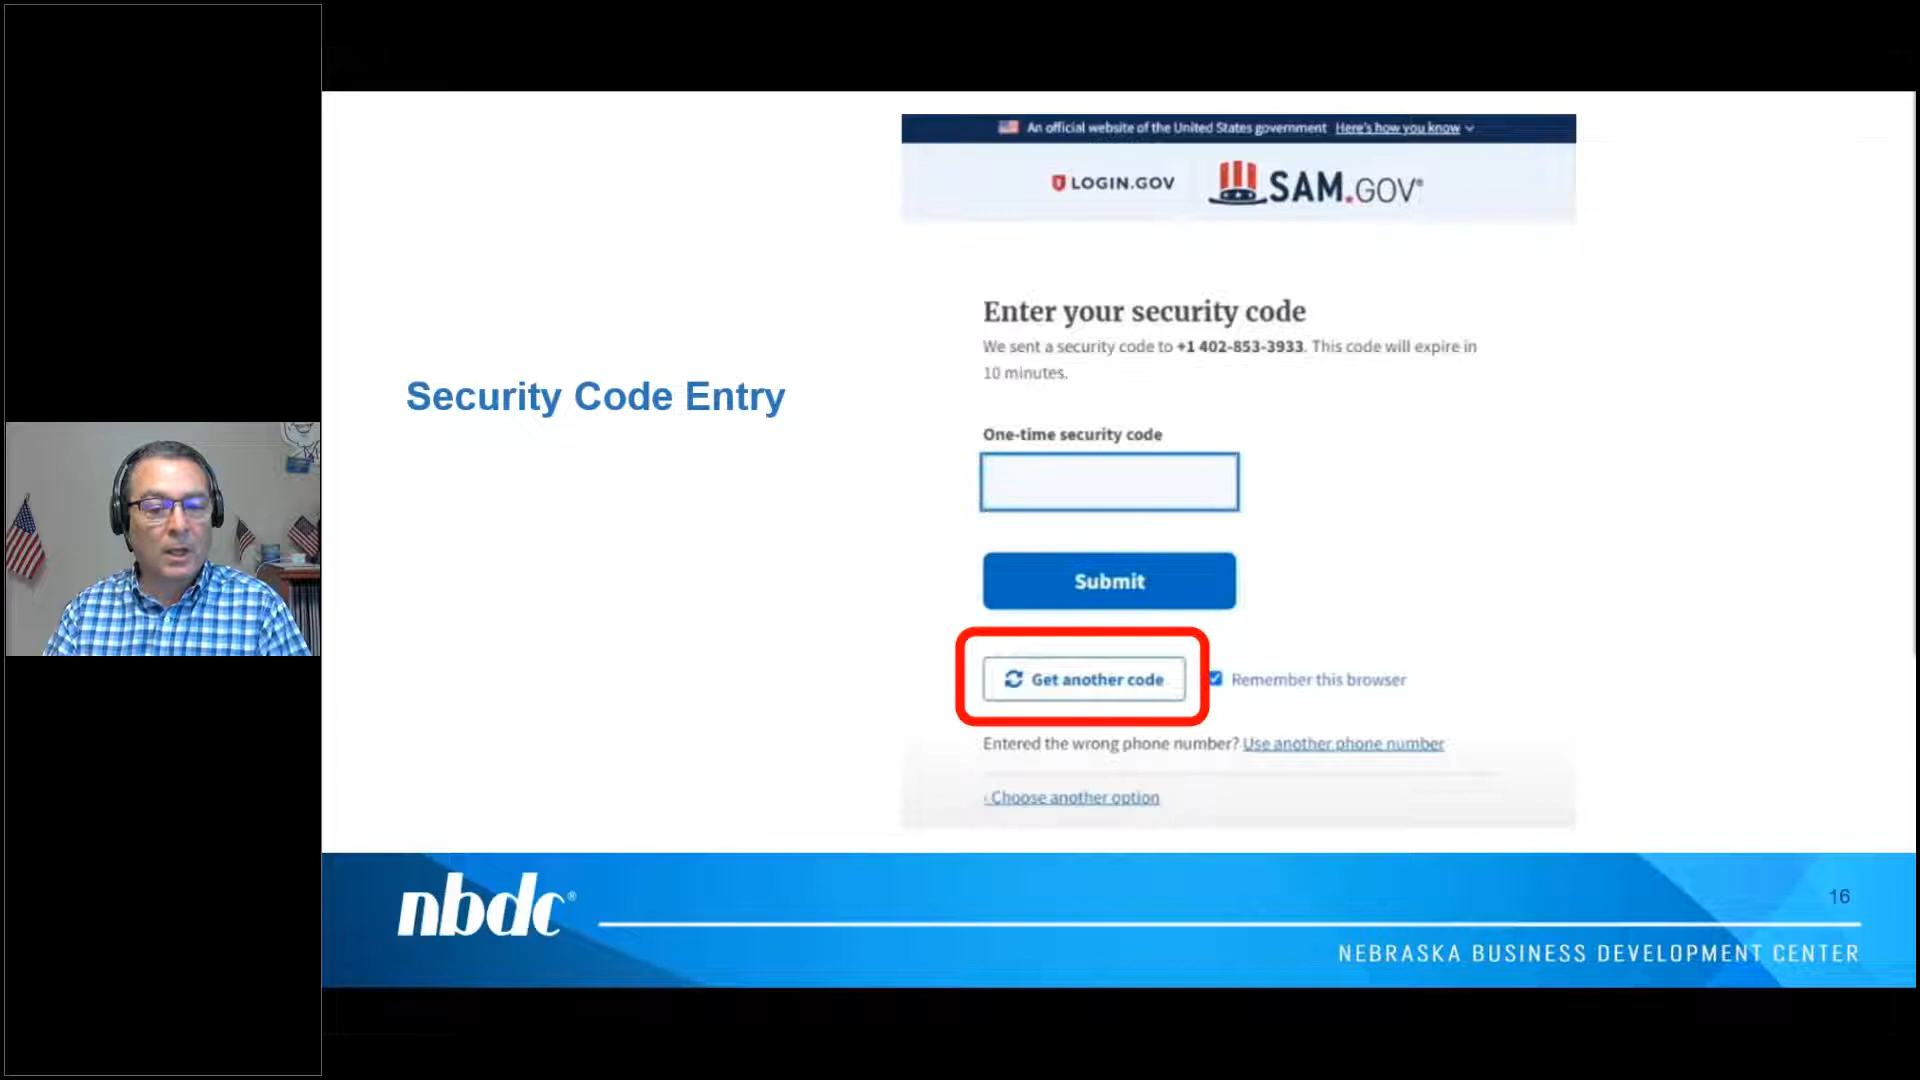 An official website of the United States government Here's how you know
LOGIN.GOV
SAM.GOV®
Enter your security code
We sent a security code to +1 402-853-3933. This code will expire in
10 minutes.
Security Code Entry
One-time security code
Submit
Get another code
Remember this browser
Entered the wrong phone number? Use another phone number
‹ Choose another option
nbdc®
16
NEBRASKA BUSINESS DEVELOPMENT CENTER